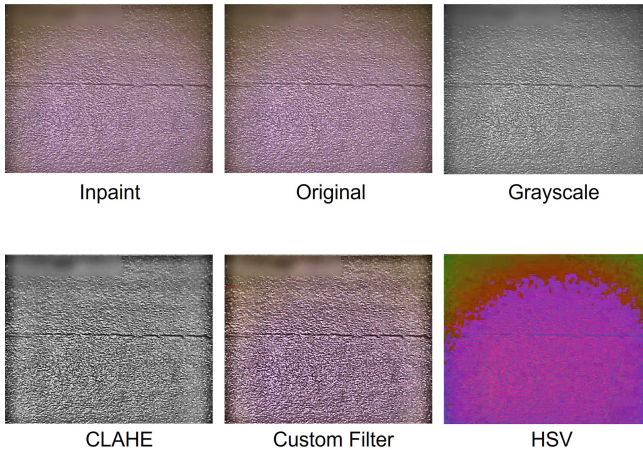 Inpaint
Original
Grayscale
CLAHE
Custom Filter
HSV